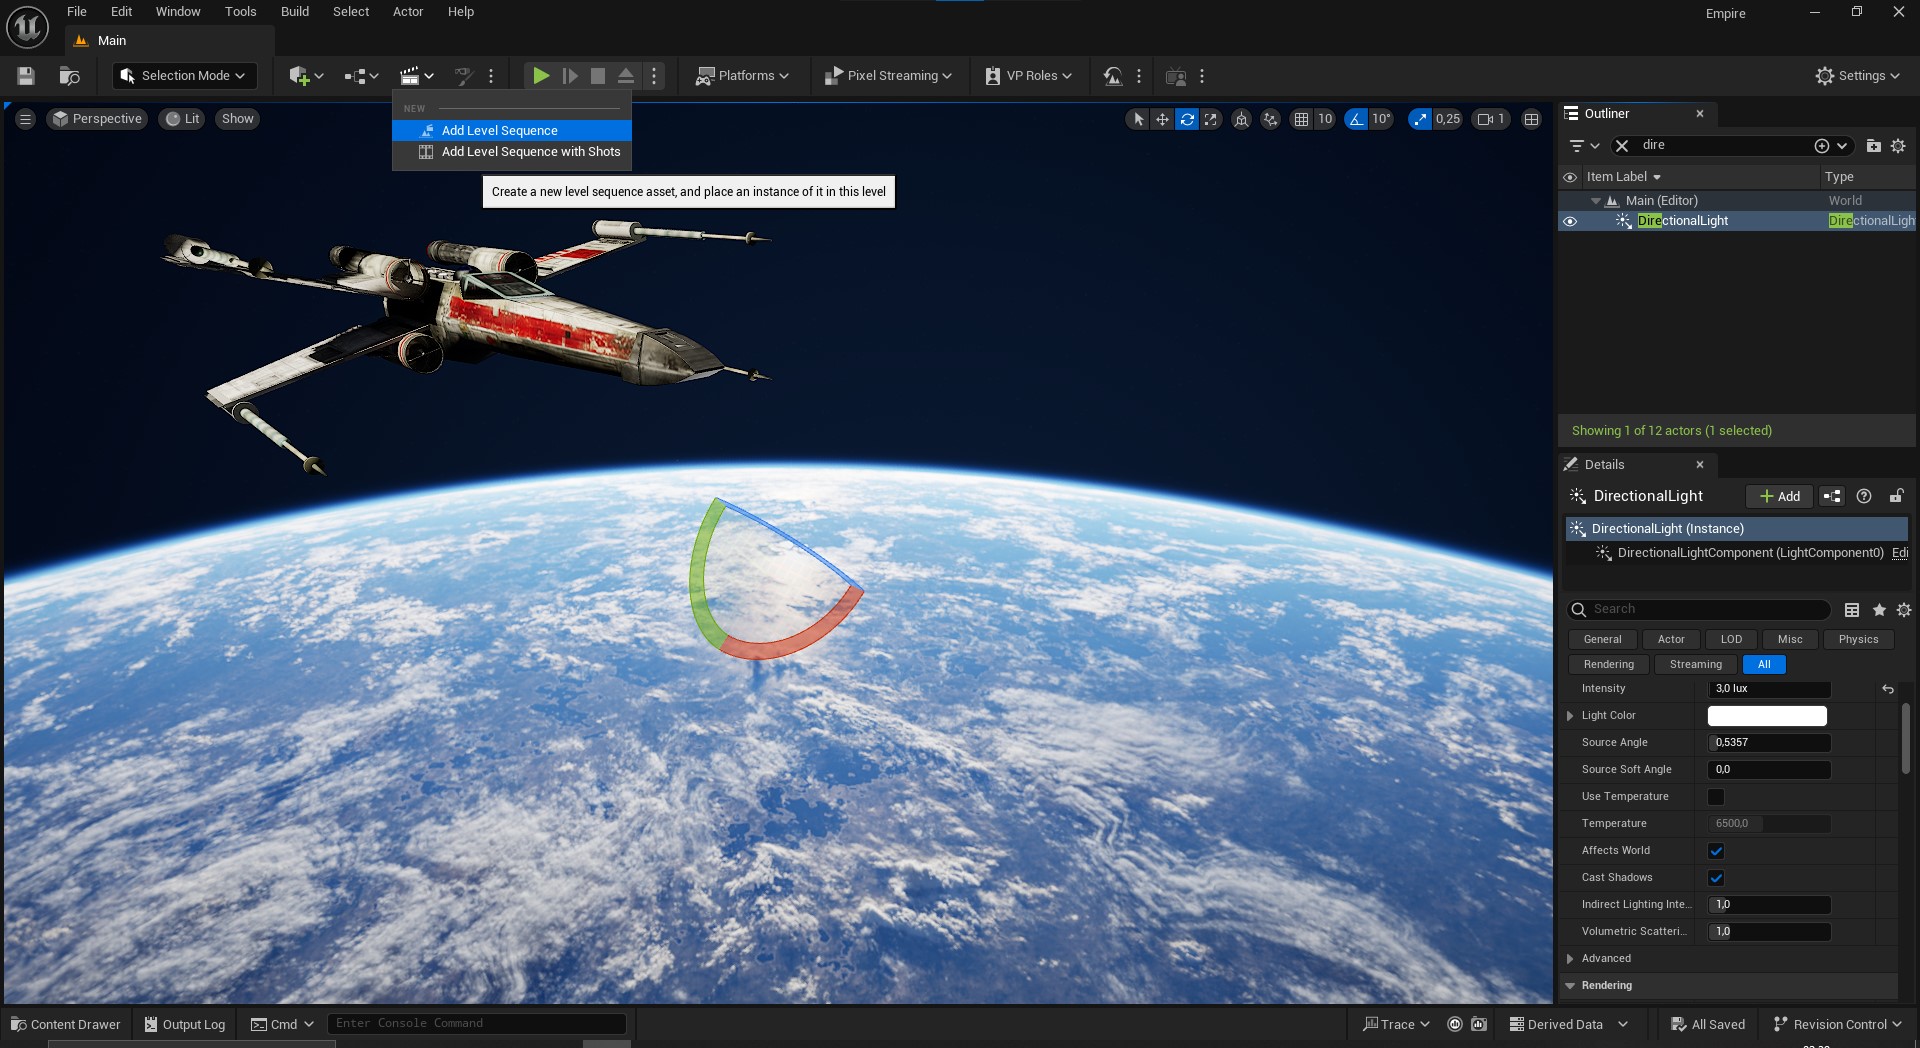 File Edit Window Tools Build Select Actor Help
Empire
Main
Selection Mode
Platforms
Pixel Streaming
VP Roles
Settings
NEW
Add Level Sequence
Add Level Sequence with Shots
Create a new level sequence asset, and place an instance of it in this level
Perspective
Lit
Show
10
10°
0,25
1
Outliner
dire
Item Label
Type
Main (Editor)
World
DirectionalLight
DirectionalLigh
Showing 1 of 12 actors (1 selected)
Details
DirectionalLight
Add
DirectionalLight (Instance)
DirectionalLightComponent (LightComponent0) Edi
Search
General Actor LOD Misc Physics
Rendering Streaming All
Intensity 3,0 lux
Light Color
Source Angle 0,5357
Source Soft Angle 0,0
Use Temperature
Temperature 6500,0
Affects World
Cast Shadows
Indirect Lighting Inte... 1,0
Volumetric Scatteri... 1,0
Advanced
Rendering
Content Drawer
Output Log
Cmd
Enter Console Command
Trace
Derived Data
All Saved
Revision Control